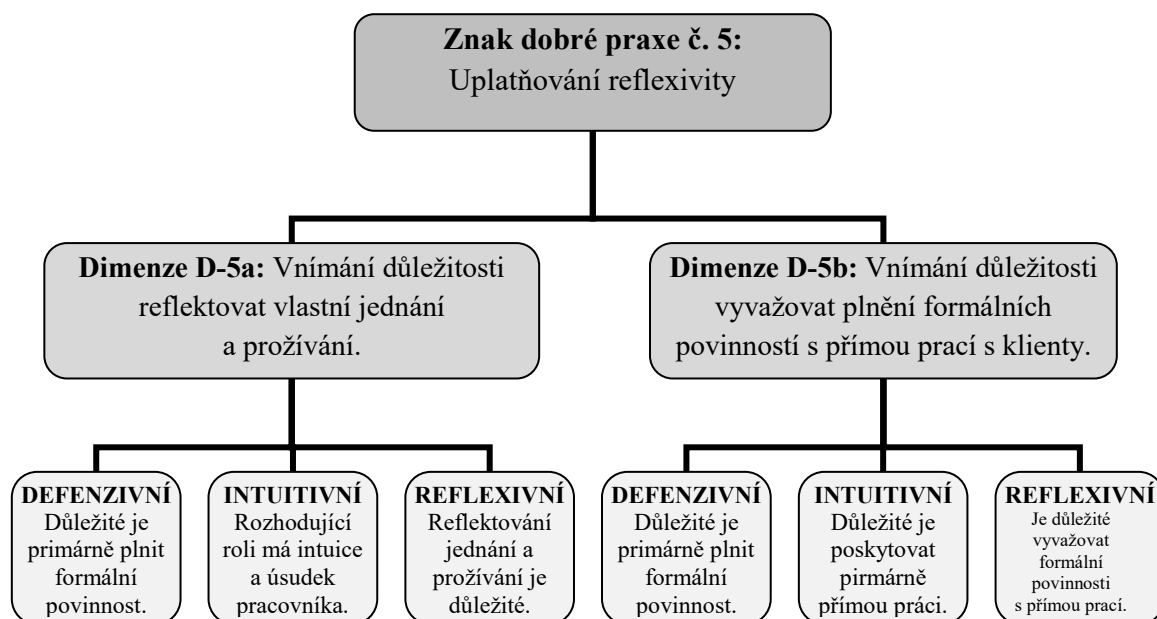 Znak dobré praxe č. 5:
Uplatňování reflexivity
Dimenze D-5a: Vnímání důležitosti
reflektovat vlastní jednání
a prožívání.
Dimenze D-5b: Vnímání důležitosti
vyvažovat plnění formálních
povinností s přímou prací s klienty.
DEFENZIVNÍ
Důležité je
primárně plnit
formální
povinnost.
INTUITIVNÍ
Rozhodující
roli má intuice
a úsudek
pracovníka.
REFLEXIVNÍ
Reflektování
jednání a
prožívání je
důležité.
DEFENZIVNÍ
Důležité je
primárně plnit
formální
povinnost.
INTUITIVNÍ
Důležité je
poskytovat
pirmárně
přímou práci.
REFLEXIVNÍ
Je důležité
vyvažovat
formální
povinnosti
s přímou prací.